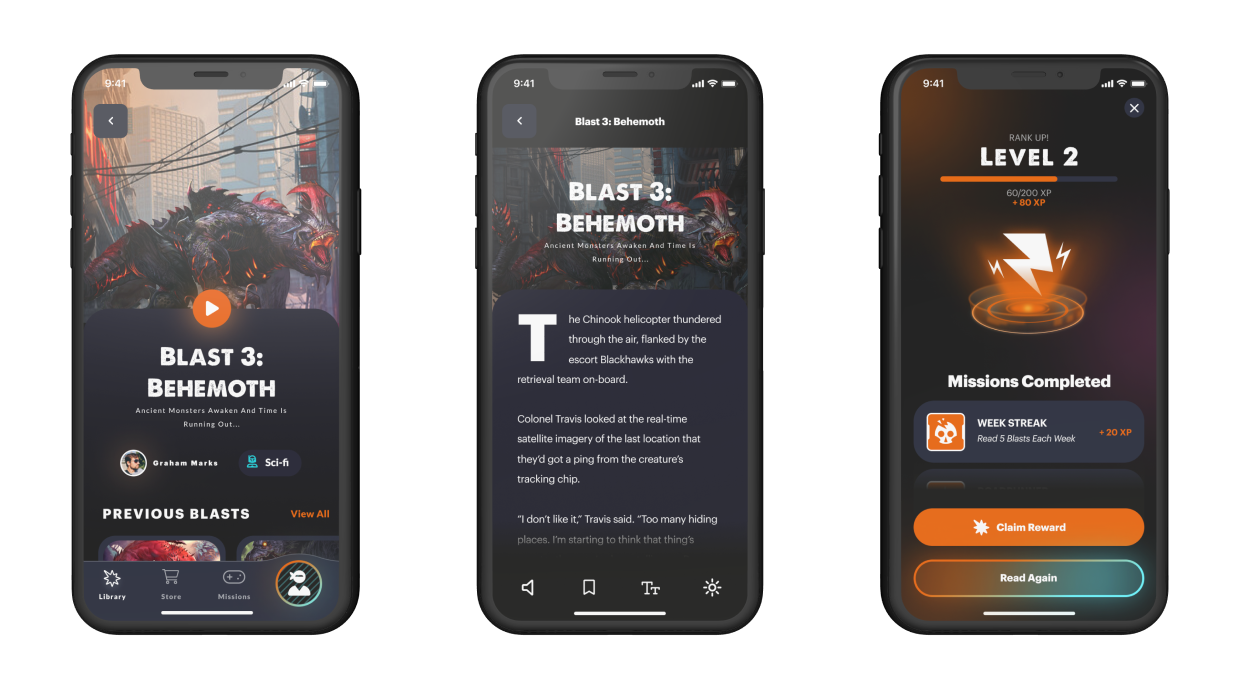 9:41
BLAST 3:
BEHEMOTH
Ancient Monsters Awaken And Time Is
Running Out...
Graham Marks
Sci-fi
PREVIOUS BLASTS
View All
Library
Store
Missions
9:41
Blast 3: Behemoth
BLAST 3:
BEHEMOTH
Ancient Monsters Awaken And Time Is
Running Out...
The Chinook helicopter thundered
through the air, flanked by the
escort Blackhawks with the
retrieval team on-board.
Colonel Travis looked at the real-time
satellite imagery of the last location that
they’d got a ping from the creature’s
tracking chip.
“I don’t like it,” Travis said. “Too many hiding
places. I’m starting to think that thing’s
TT
9:41
RANK UP!
LEVEL 2
60/200 XP
+ 80 XP
Missions Completed
WEEK STREAK
Read 5 Blasts Each Week
+ 20 XP
Claim Reward
Read Again